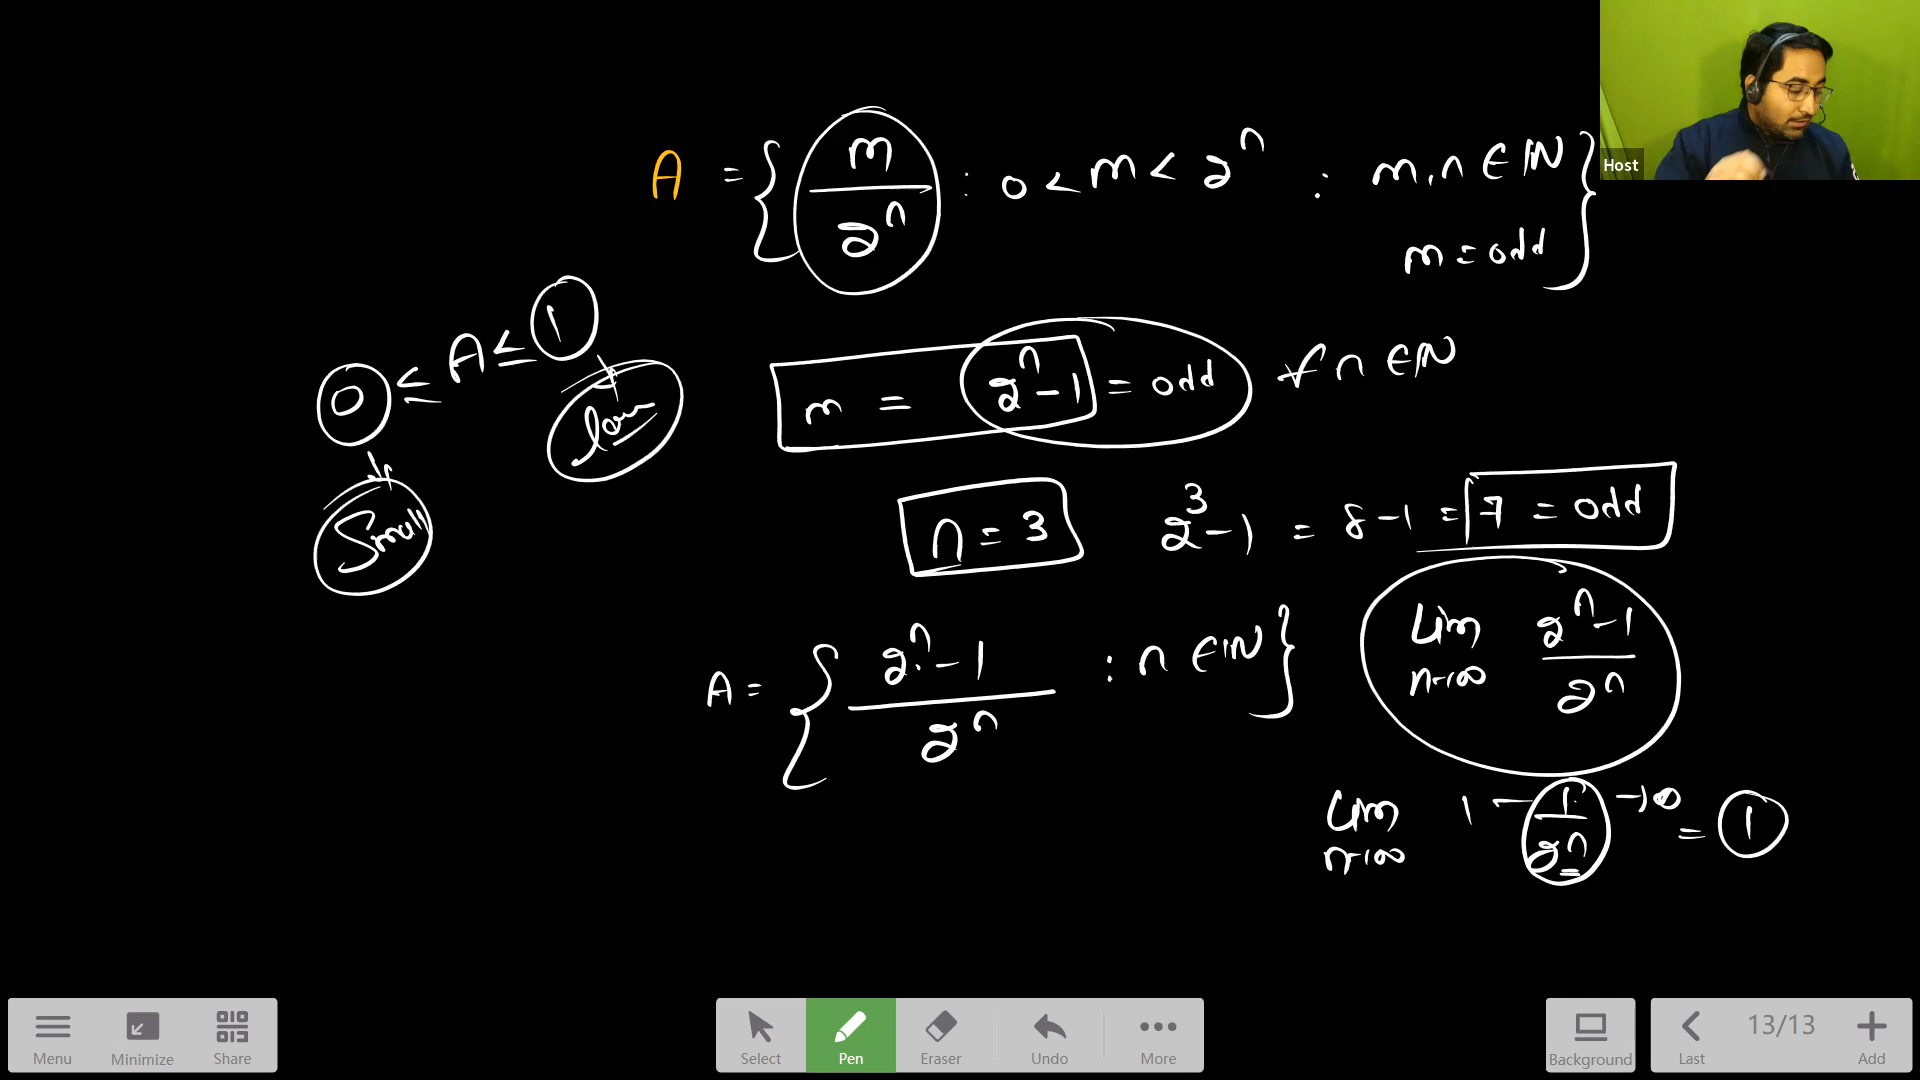 A = { m/2^n : 0 < m < 2^n : m, n ∈ ℕ
m = odd }
0 ≤ A ≤ 1
Small
m = 2^n - 1 = odd ∀ n ∈ ℕ
n = 3 2^3 - 1 = 8 - 1 = 7 = odd
A = { (2^n - 1)/2^n : n ∈ ℕ }
Lim n→∞ (2^n - 1)/2^n
Lim n→∞ 1 - 1/2^n →0 = 1
Host
Menu
Minimize
Share
Select
Pen
Eraser
Undo
More
Background
Last
13/13
Add